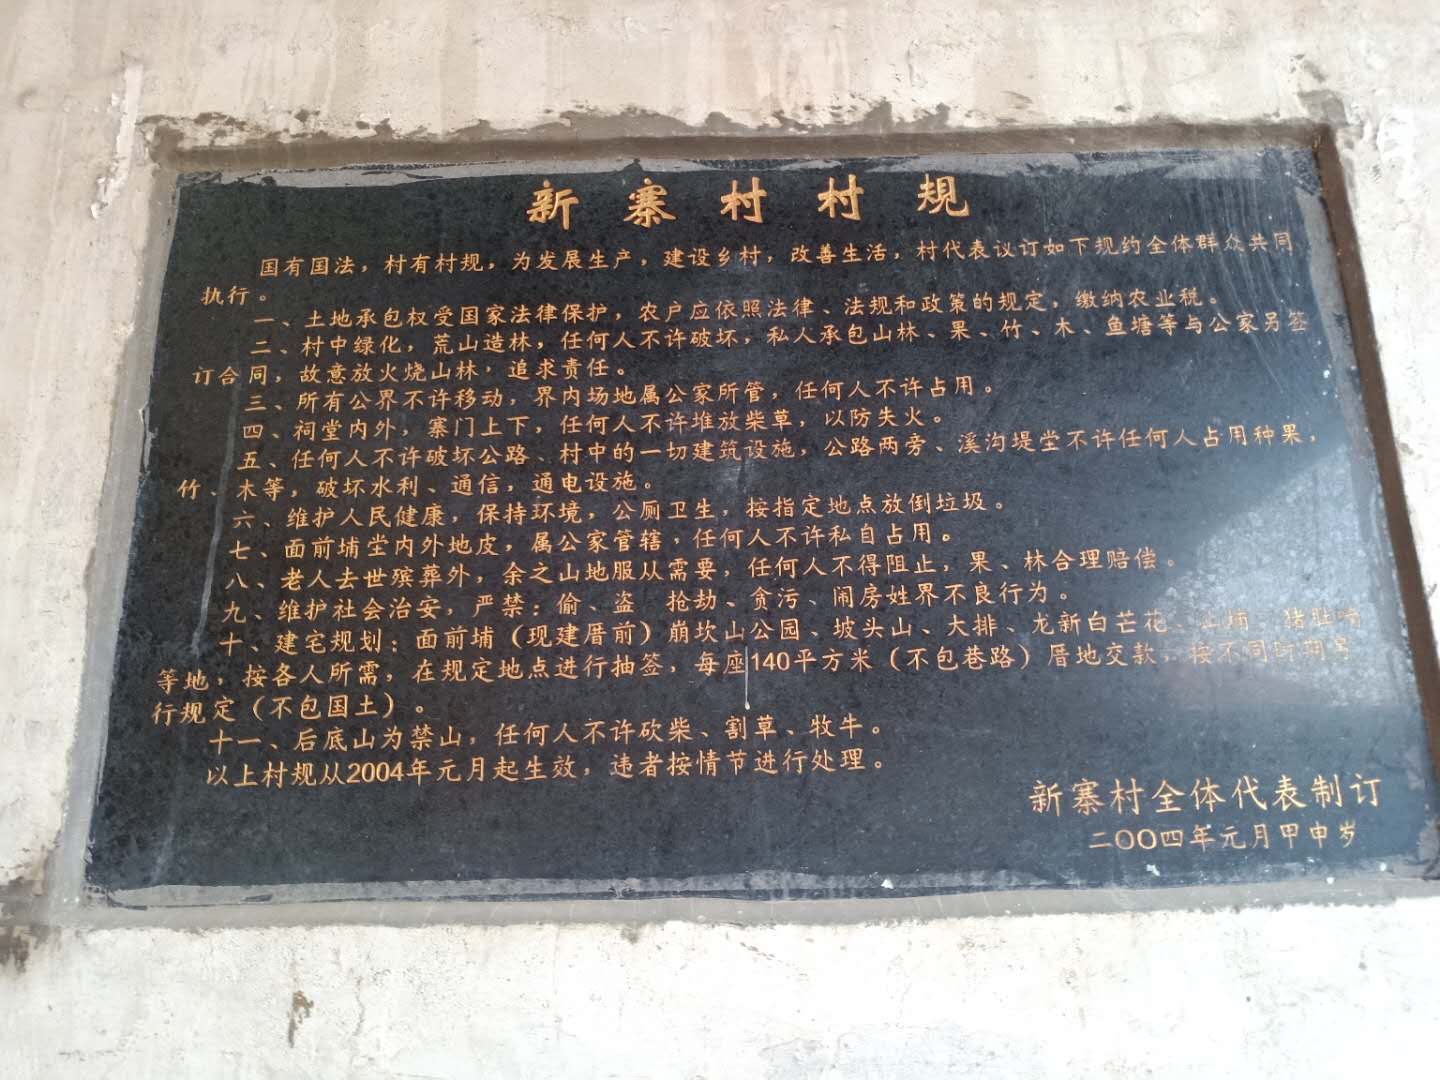 新寨村村规
国有国法，村有村规，为发展生产，建设乡村，改善生活，村代表议订如下规约全体群众共同
执行。
一、土地承包权受国家法律保护，农户应依照法律、法规和政策的规定，缴纳农业税。
二、村中绿化，荒山造林，任何人不许破坏，私人承包山林、果、竹、木、鱼塘等与公家另签
订合同，故意放火烧山林，追求责任。
三、所有公界不许移动，界内场地属公家所管，任何人不许占用。
四、祠堂内外，寨门上下，任何人不许堆放柴草，以防失火。
五、任何人不许破坏公路、村中的一切建筑设施，公路两旁、溪沟堤坣不许任何人占用种果，
竹、木等，破坏水利、通信，通电设施。
六、维护人民健康，保持环境，公厕卫生，按指定地点放倒垃圾。
七、面前埔坣内外地皮，属公家管辖，任何人不许私自占用。
八、老人去世殡葬外，余之山地服从需要，任何人不得阻止，果、林合理赔偿。
九、维护社会治安，严禁：偷、盗 抢劫、贪污、闹房姓界不良行为。
十、建宅规划：面前埔（现建厝前）崩坎山公园、坡头山、大排、龙新白芒花、
等地，按各人所需，在规定地点进行抽签，每座140平方米（不包巷路）厝地交款，按不同时期另
行规定（不包国土）。
十一、后底山为禁山，任何人不许砍柴、割草、牧牛。
以上村规从2004年元月起生效，违者按情节进行处理。
新寨村全体代表制订
二〇〇四年元月甲申岁